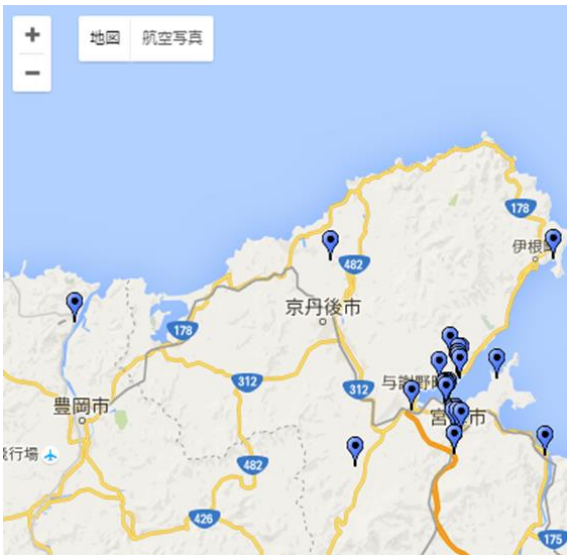 +
地図 航空写真
−
178
伊根町
482
京丹後市
178
312
与謝野町
312
豊岡市
宮津市
飛行場
482
426
175